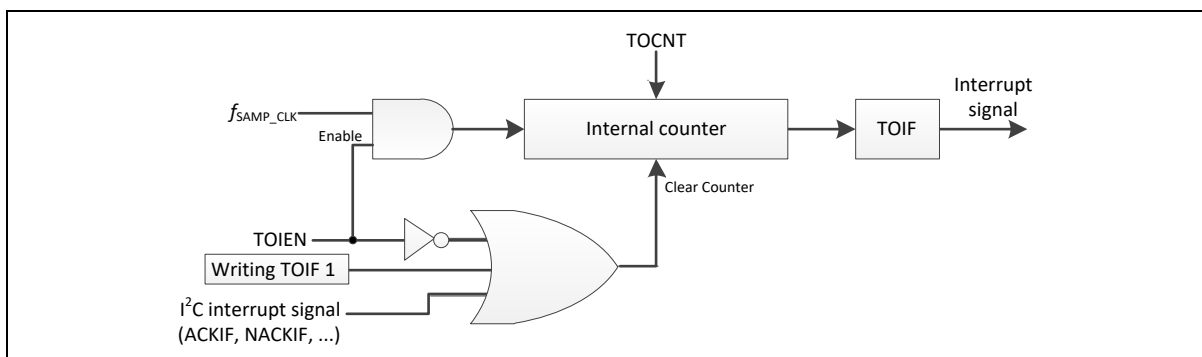 TOCNT
Interrupt
signal
fSAMP_CLK
Enable
Internal counter
TOIF
Clear Counter
TOIEN
Writing TOIF 1
I²C interrupt signal
(ACKIF, NACKIF, ...)